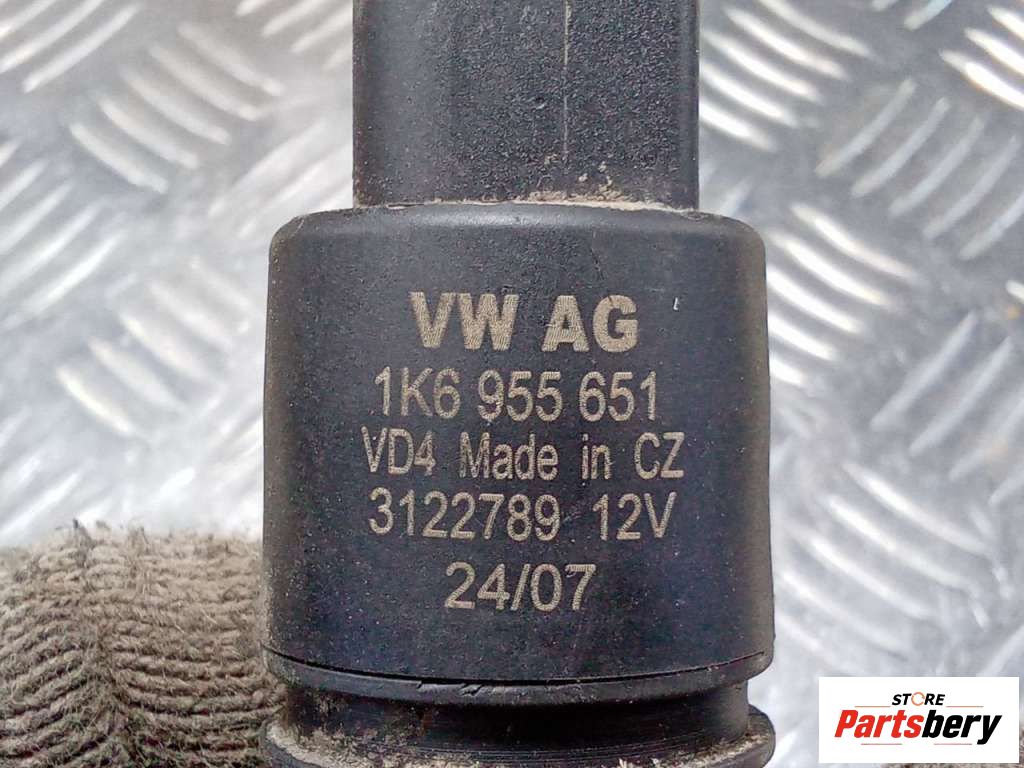 VW AG
1K6 955 651
VD4 Made in CZ
3122789 12V
24/07
STORE
Partsbery